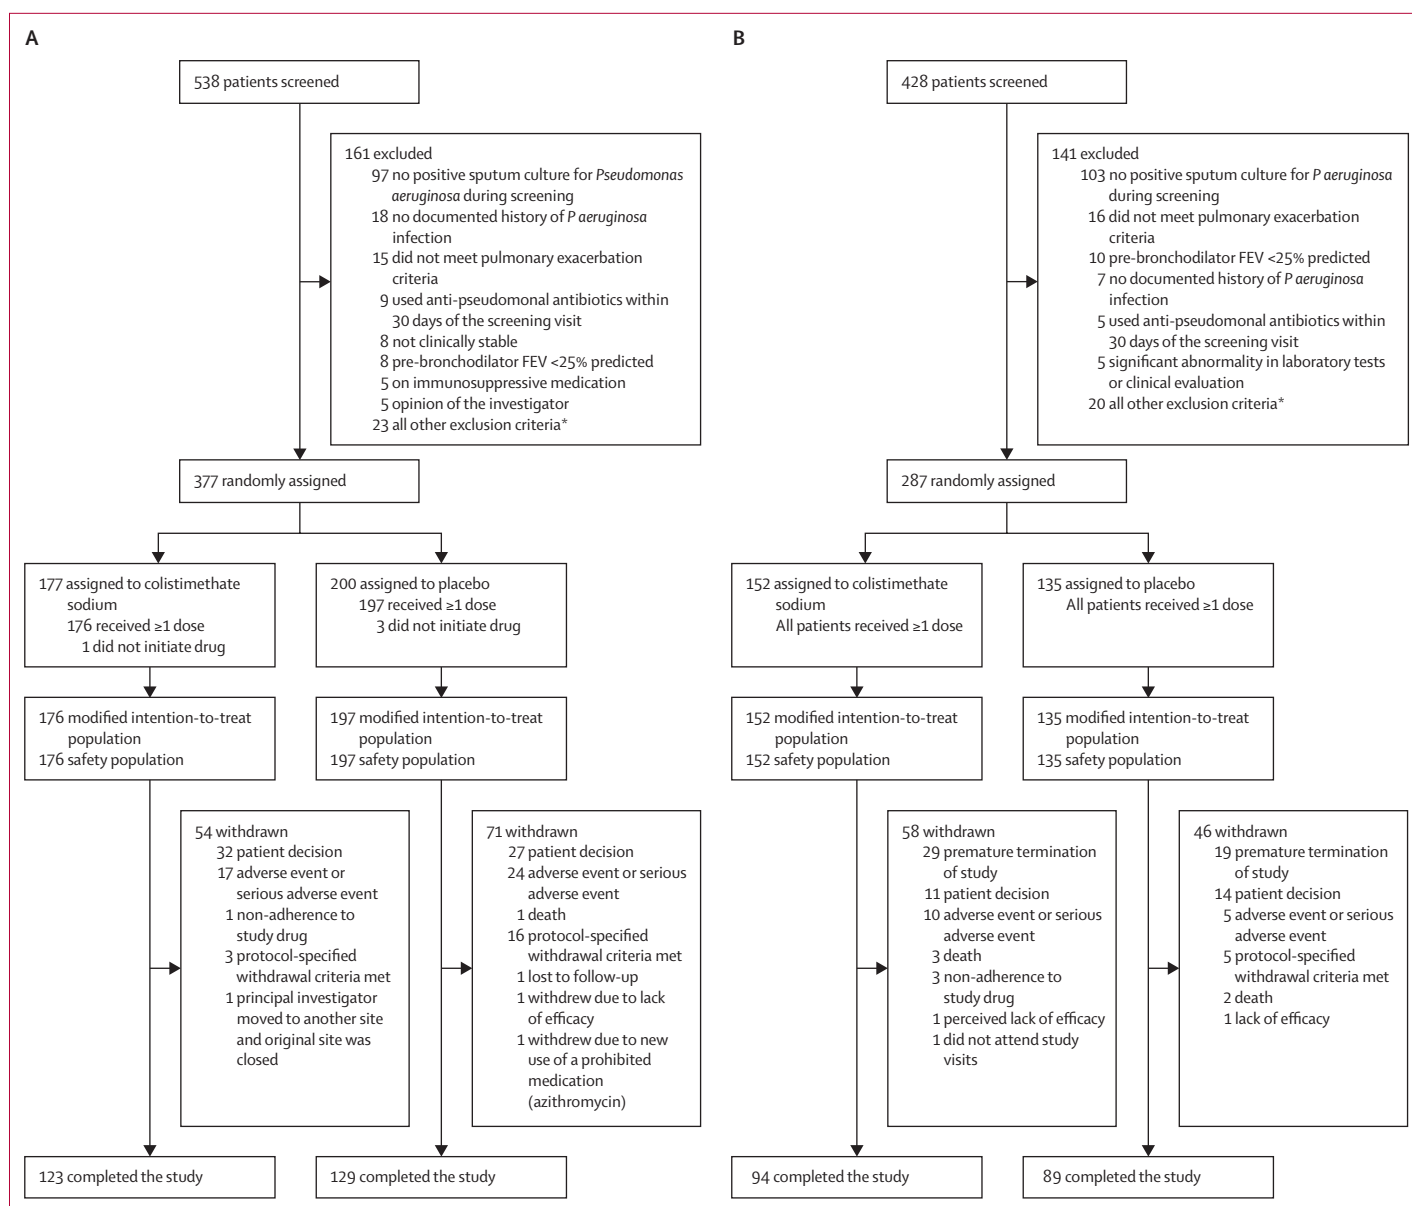 A
538 patients screened
161 excluded
97 no positive sputum culture for Pseudomonas
aeruginosa during screening
18 no documented history of P aeruginosa
infection
15 did not meet pulmonary exacerbation
criteria
9 used anti-pseudomonal antibiotics within
30 days of the screening visit
8 not clinically stable
8 pre-bronchodilator FEV <25% predicted
5 on immunosuppressive medication
5 opinion of the investigator
23 all other exclusion criteria*
377 randomly assigned
177 assigned to colistimethate
sodium
176 received ≥1 dose
1 did not initiate drug
200 assigned to placebo
197 received ≥1 dose
3 did not initiate drug
176 modified intention-to-treat
population
176 safety population
197 modified intention-to-treat
population
197 safety population
54 withdrawn
32 patient decision
17 adverse event or
serious adverse event
1 non-adherence to
study drug
3 protocol-specified
withdrawal criteria met
1 principal investigator
moved to another site
and original site was
closed
71 withdrawn
27 patient decision
24 adverse event or serious
adverse event
1 death
16 protocol-specified
withdrawal criteria met
1 lost to follow-up
1 withdrew due to lack
of efficacy
1 withdrew due to new
use of a prohibited
medication
(azithromycin)
123 completed the study
129 completed the study
B
428 patients screened
141 excluded
103 no positive sputum culture for P aeruginosa
during screening
16 did not meet pulmonary exacerbation
criteria
10 pre-bronchodilator FEV <25% predicted
7 no documented history of P aeruginosa
infection
5 used anti-pseudomonal antibiotics within
30 days of the screening visit
5 significant abnormality in laboratory tests
or clinical evaluation
20 all other exclusion criteria*
287 randomly assigned
152 assigned to colistimethate
sodium
All patients received ≥1 dose
135 assigned to placebo
All patients received ≥1 dose
152 modified intention-to-treat
population
152 safety population
135 modified intention-to-treat
population
135 safety population
58 withdrawn
29 premature termination
of study
11 patient decision
10 adverse event or serious
adverse event
3 death
3 non-adherence to
study drug
1 perceived lack of efficacy
1 did not attend study
visits
46 withdrawn
19 premature termination
of study
14 patient decision
5 adverse event or serious
adverse event
5 protocol-specified
withdrawal criteria met
2 death
1 lack of efficacy
94 completed the study
89 completed the study